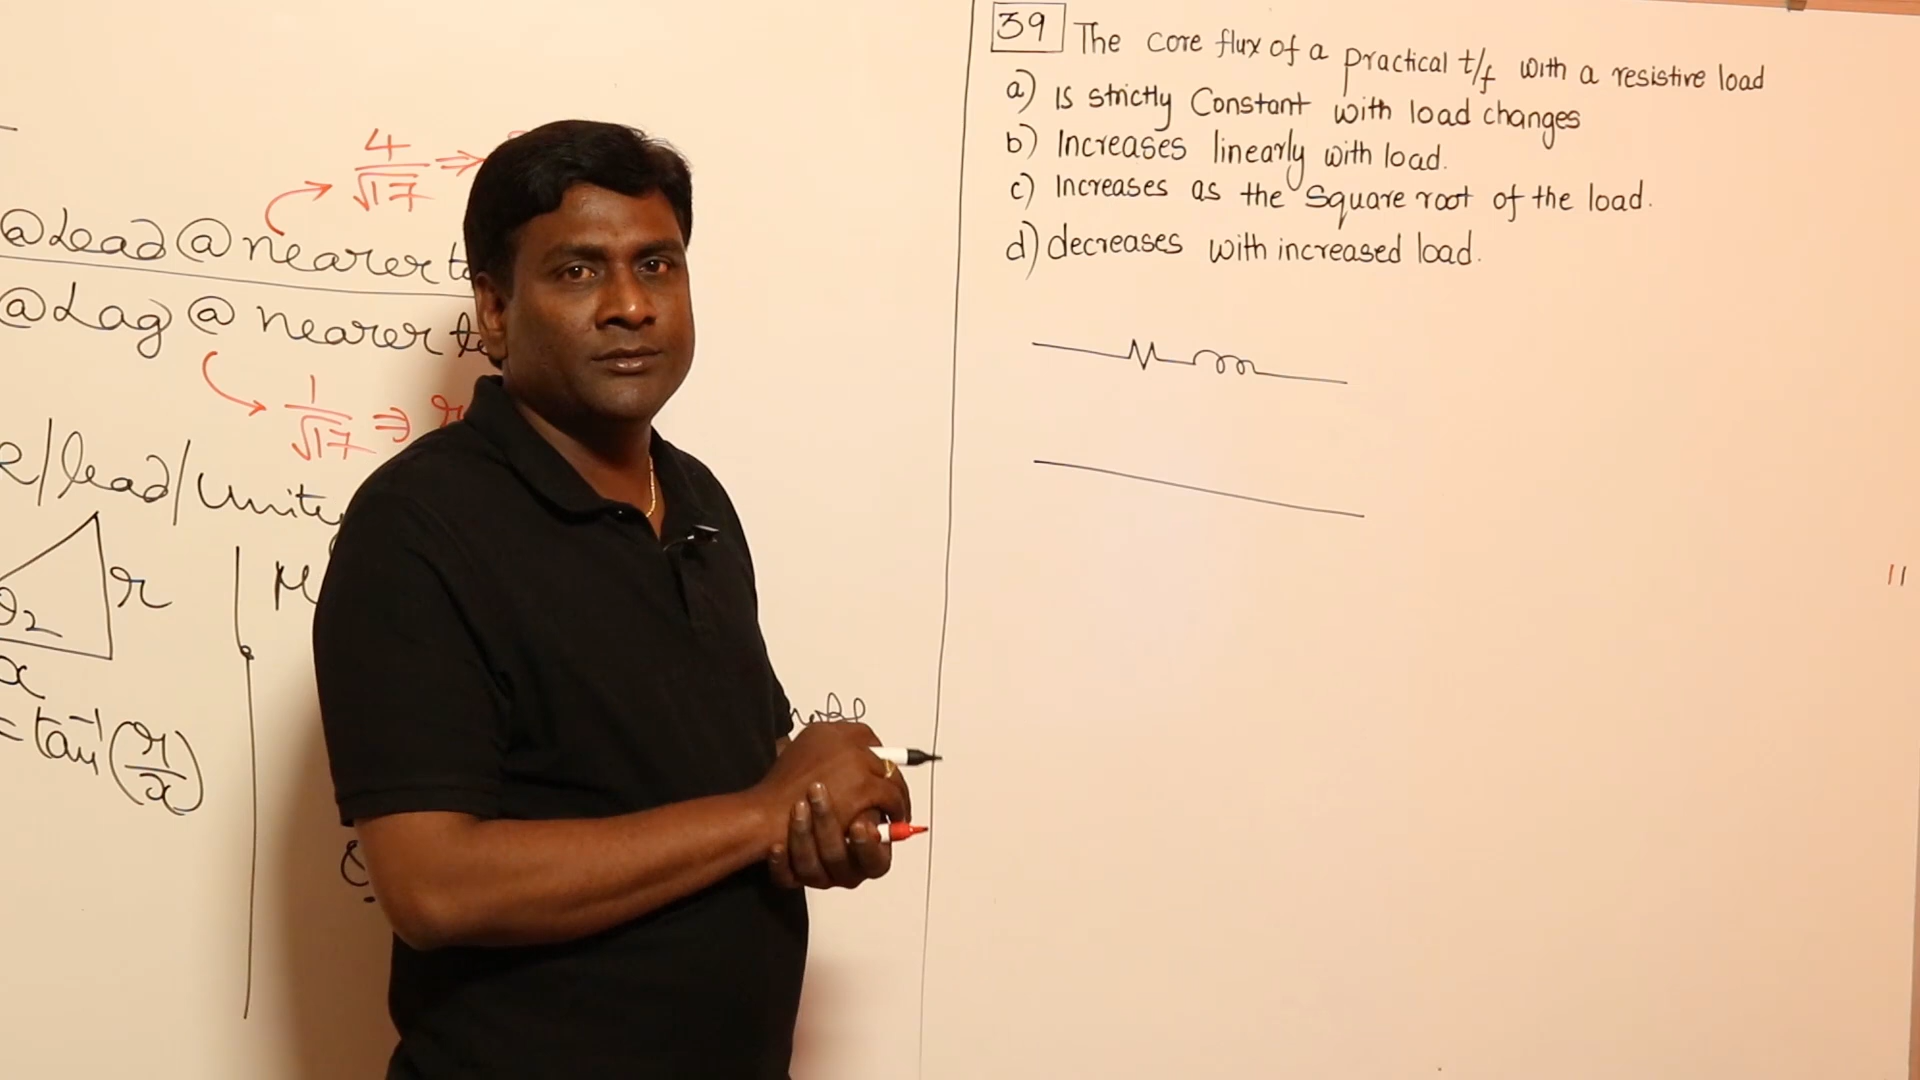 4
√17 ⇒
@Lead@nearer
@Lag@nearer
1
√17 ⇒ r
e/lead/unity
r
θ2
x
= tan⁻¹(r/x)
39 The core flux of a practical t/f with a resistive load
a) is strictly Constant with load changes
b) Increases linearly with load.
c) Increases as the square root of the load.
d) decreases with increased load.
11